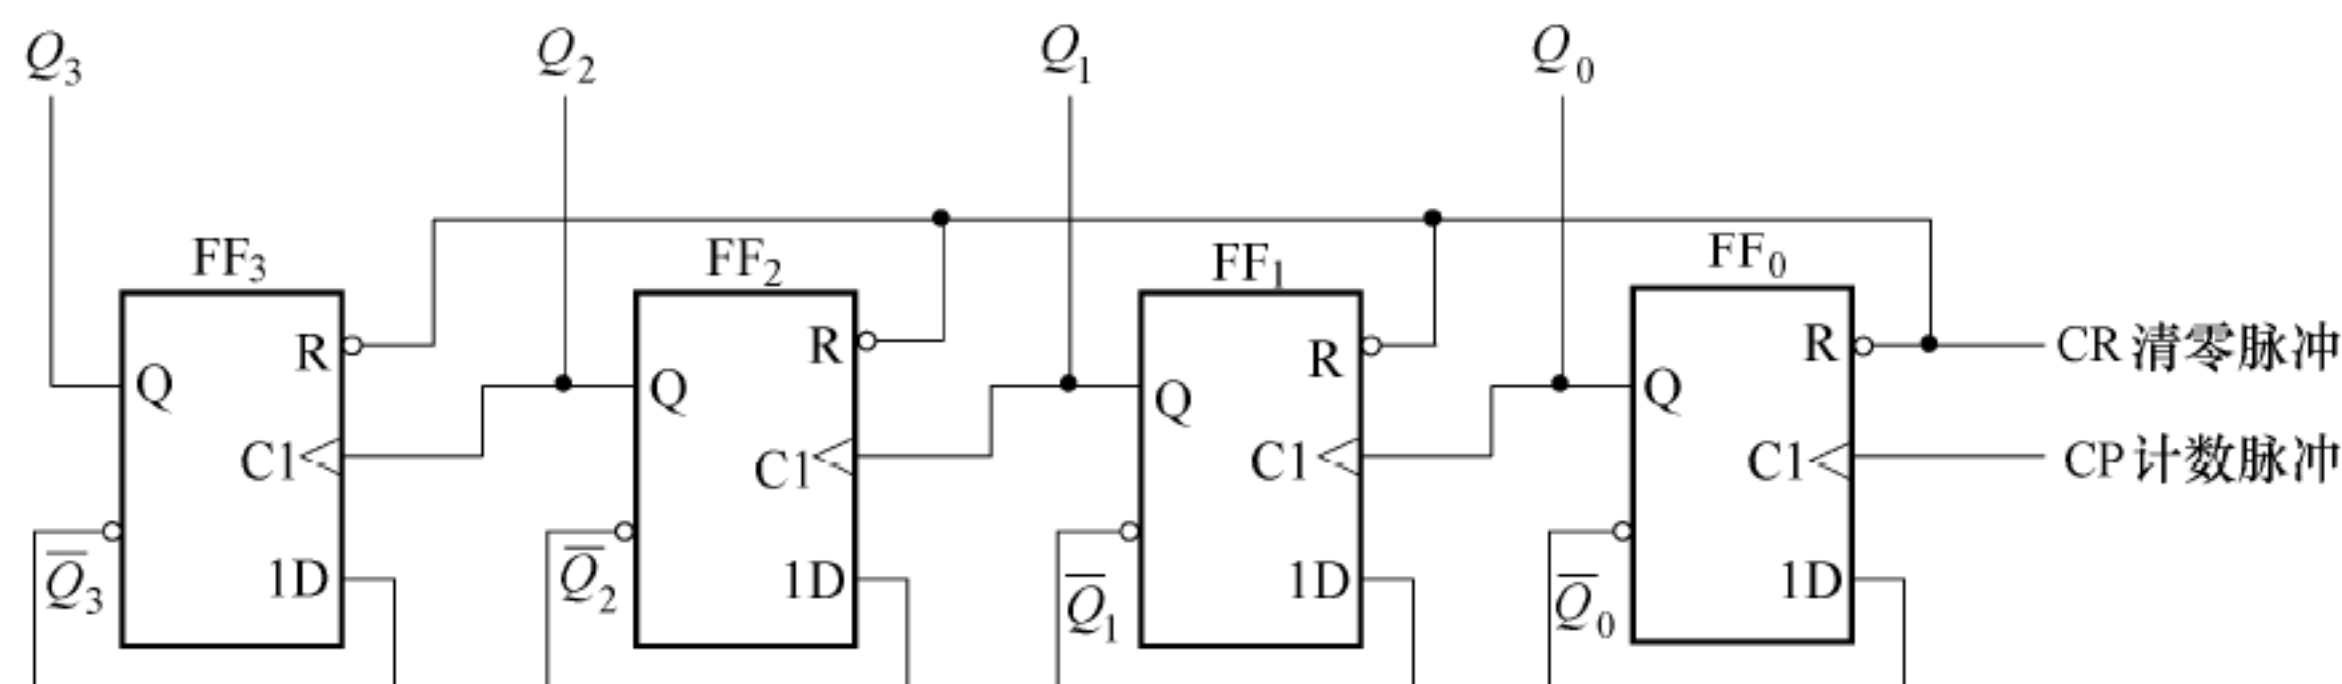 Q3 Q2 Q1 Q0
FF3 FF2 FF1 FF0
R R R R CR 清零脉冲
Q Q Q Q
C1 C1 C1 C1 CP 计数脉冲
Q̅3 1D Q̅2 1D Q̅1 1D Q̅0 1D